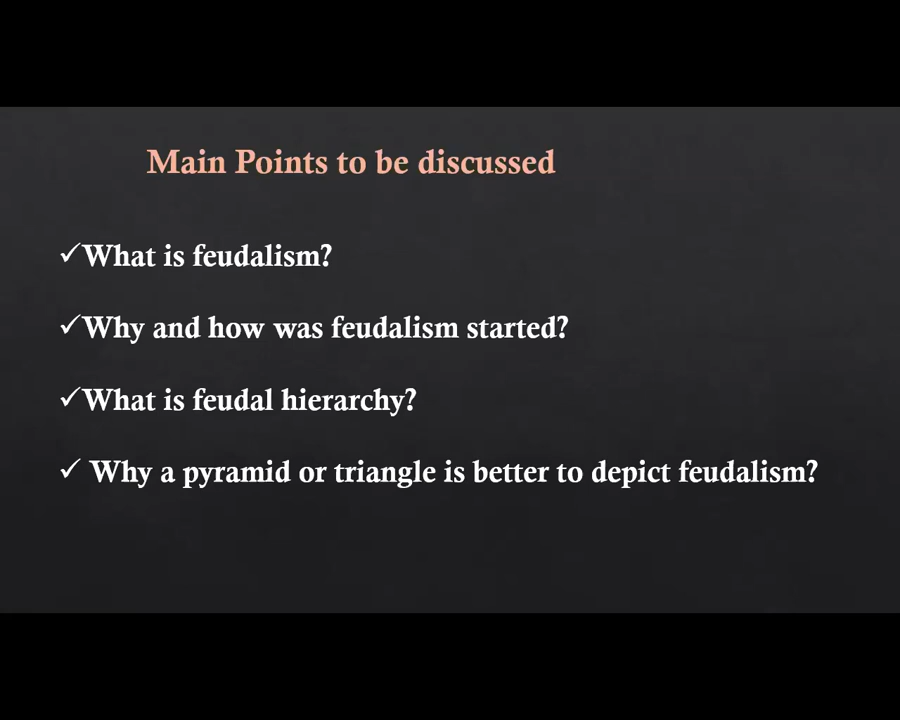 Main Points to be discussed
✓What is feudalism?
✓Why and how was feudalism started?
✓What is feudal hierarchy?
✓ Why a pyramid or triangle is better to depict feudalism?